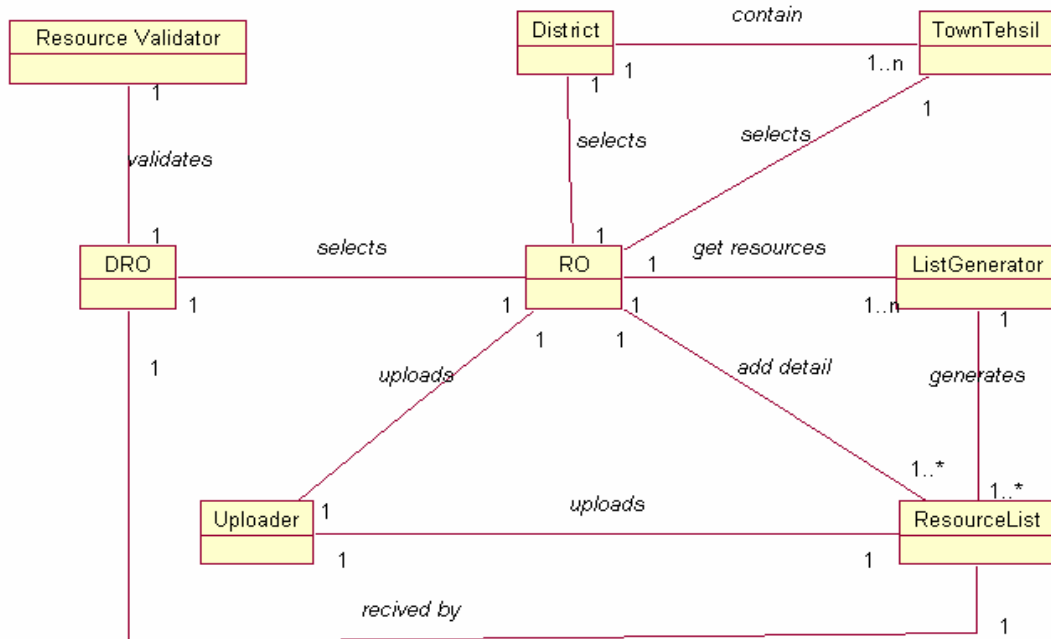 contain
Resource Validator
District
TownTehsil
1
1
1..n
1
1
selects
selects
validates
1
1
selects
get resources
DRO
RO
1
ListGenerator
1
1
1
1..n
1
1
1
1
uploads
add detail
generates
1..*
1..*
Uploader
1
uploads
ResourceList
1
1
recived by
1